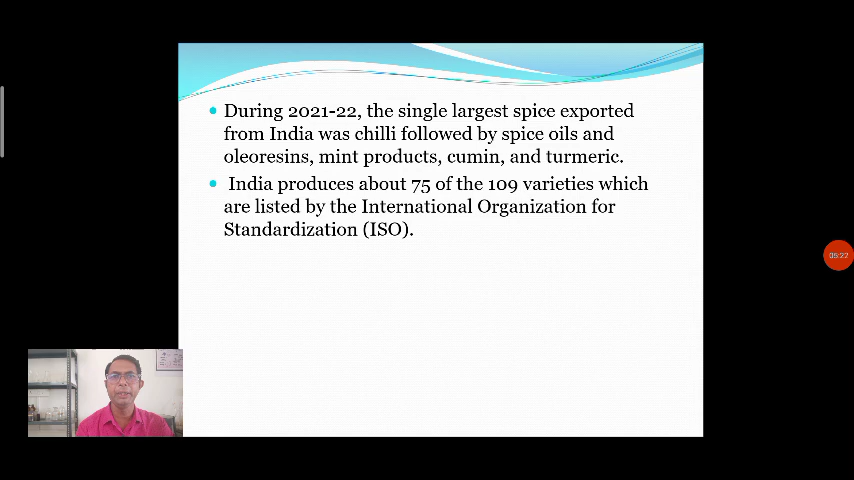 During 2021-22, the single largest spice exported
from India was chilli followed by spice oils and
oleoresins, mint products, cumin, and turmeric.
India produces about 75 of the 109 varieties which
are listed by the International Organization for
Standardization (ISO).
05:22